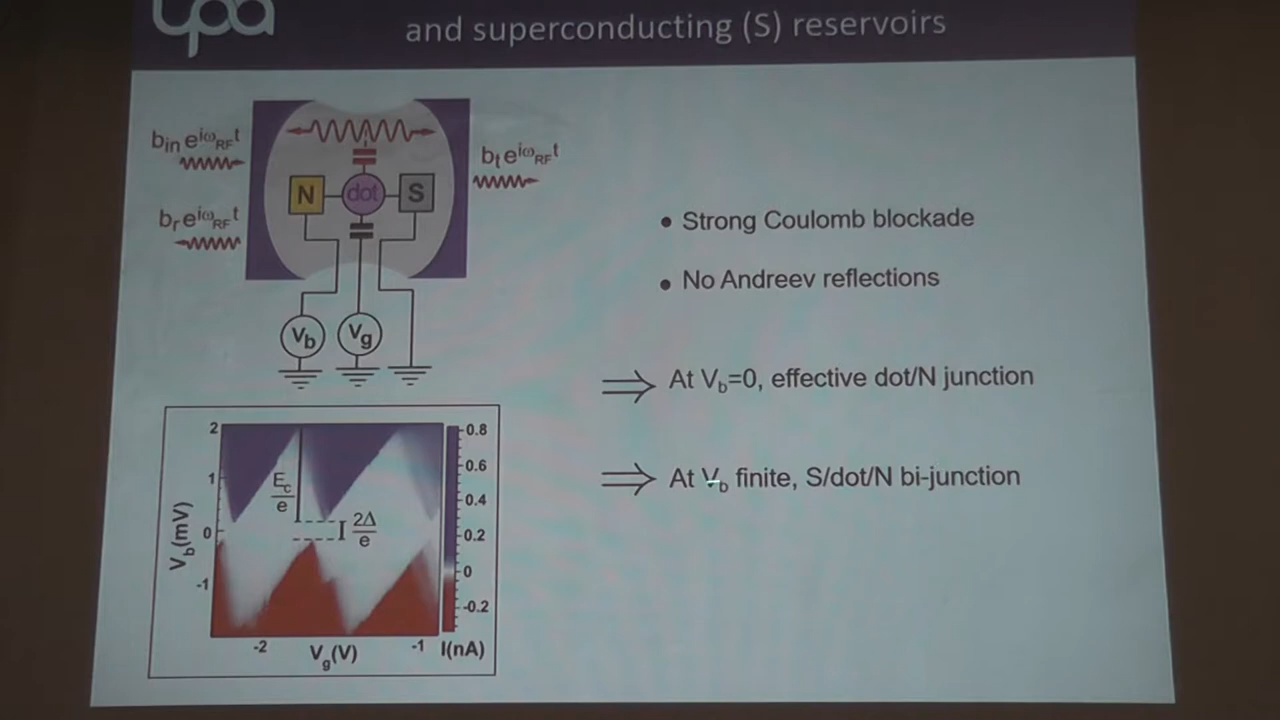 lpa
and superconducting (S) reservoirs
b_in e^iω_RF t
b_r e^iω_RF t
b_t e^iω_RF t
N
dot
S
V_b
V_g
• Strong Coulomb blockade
• No Andreev reflections
⇒ At V_b=0, effective dot/N junction
⇒ At V_b finite, S/dot/N bi-junction
V_b(mV)
2
1
0
-1
E_c/e
2Δ/e
-2
-1
V_g(V)
0.8
0.6
0.4
0.2
0
-0.2
I(nA)